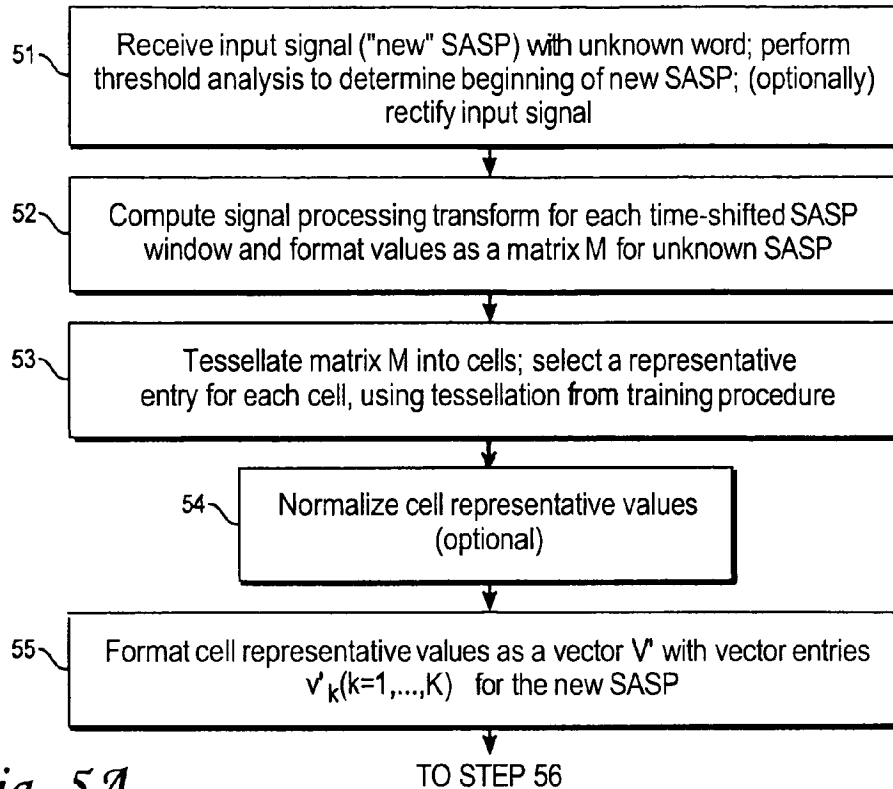 51
Receive input signal ("new" SASP) with unknown word; perform
threshold analysis to determine beginning of new SASP; (optionally)
rectify input signal
52
Compute signal processing transform for each time-shifted SASP
window and format values as a matrix M for unknown SASP
53
Tessellate matrix M into cells; select a representative
entry for each cell, using tessellation from training procedure
54
Normalize cell representative values
(optional)
55
Format cell representative values as a vector V' with vector entries
v'k(k=1,...,K) for the new SASP
TO STEP 56
5A